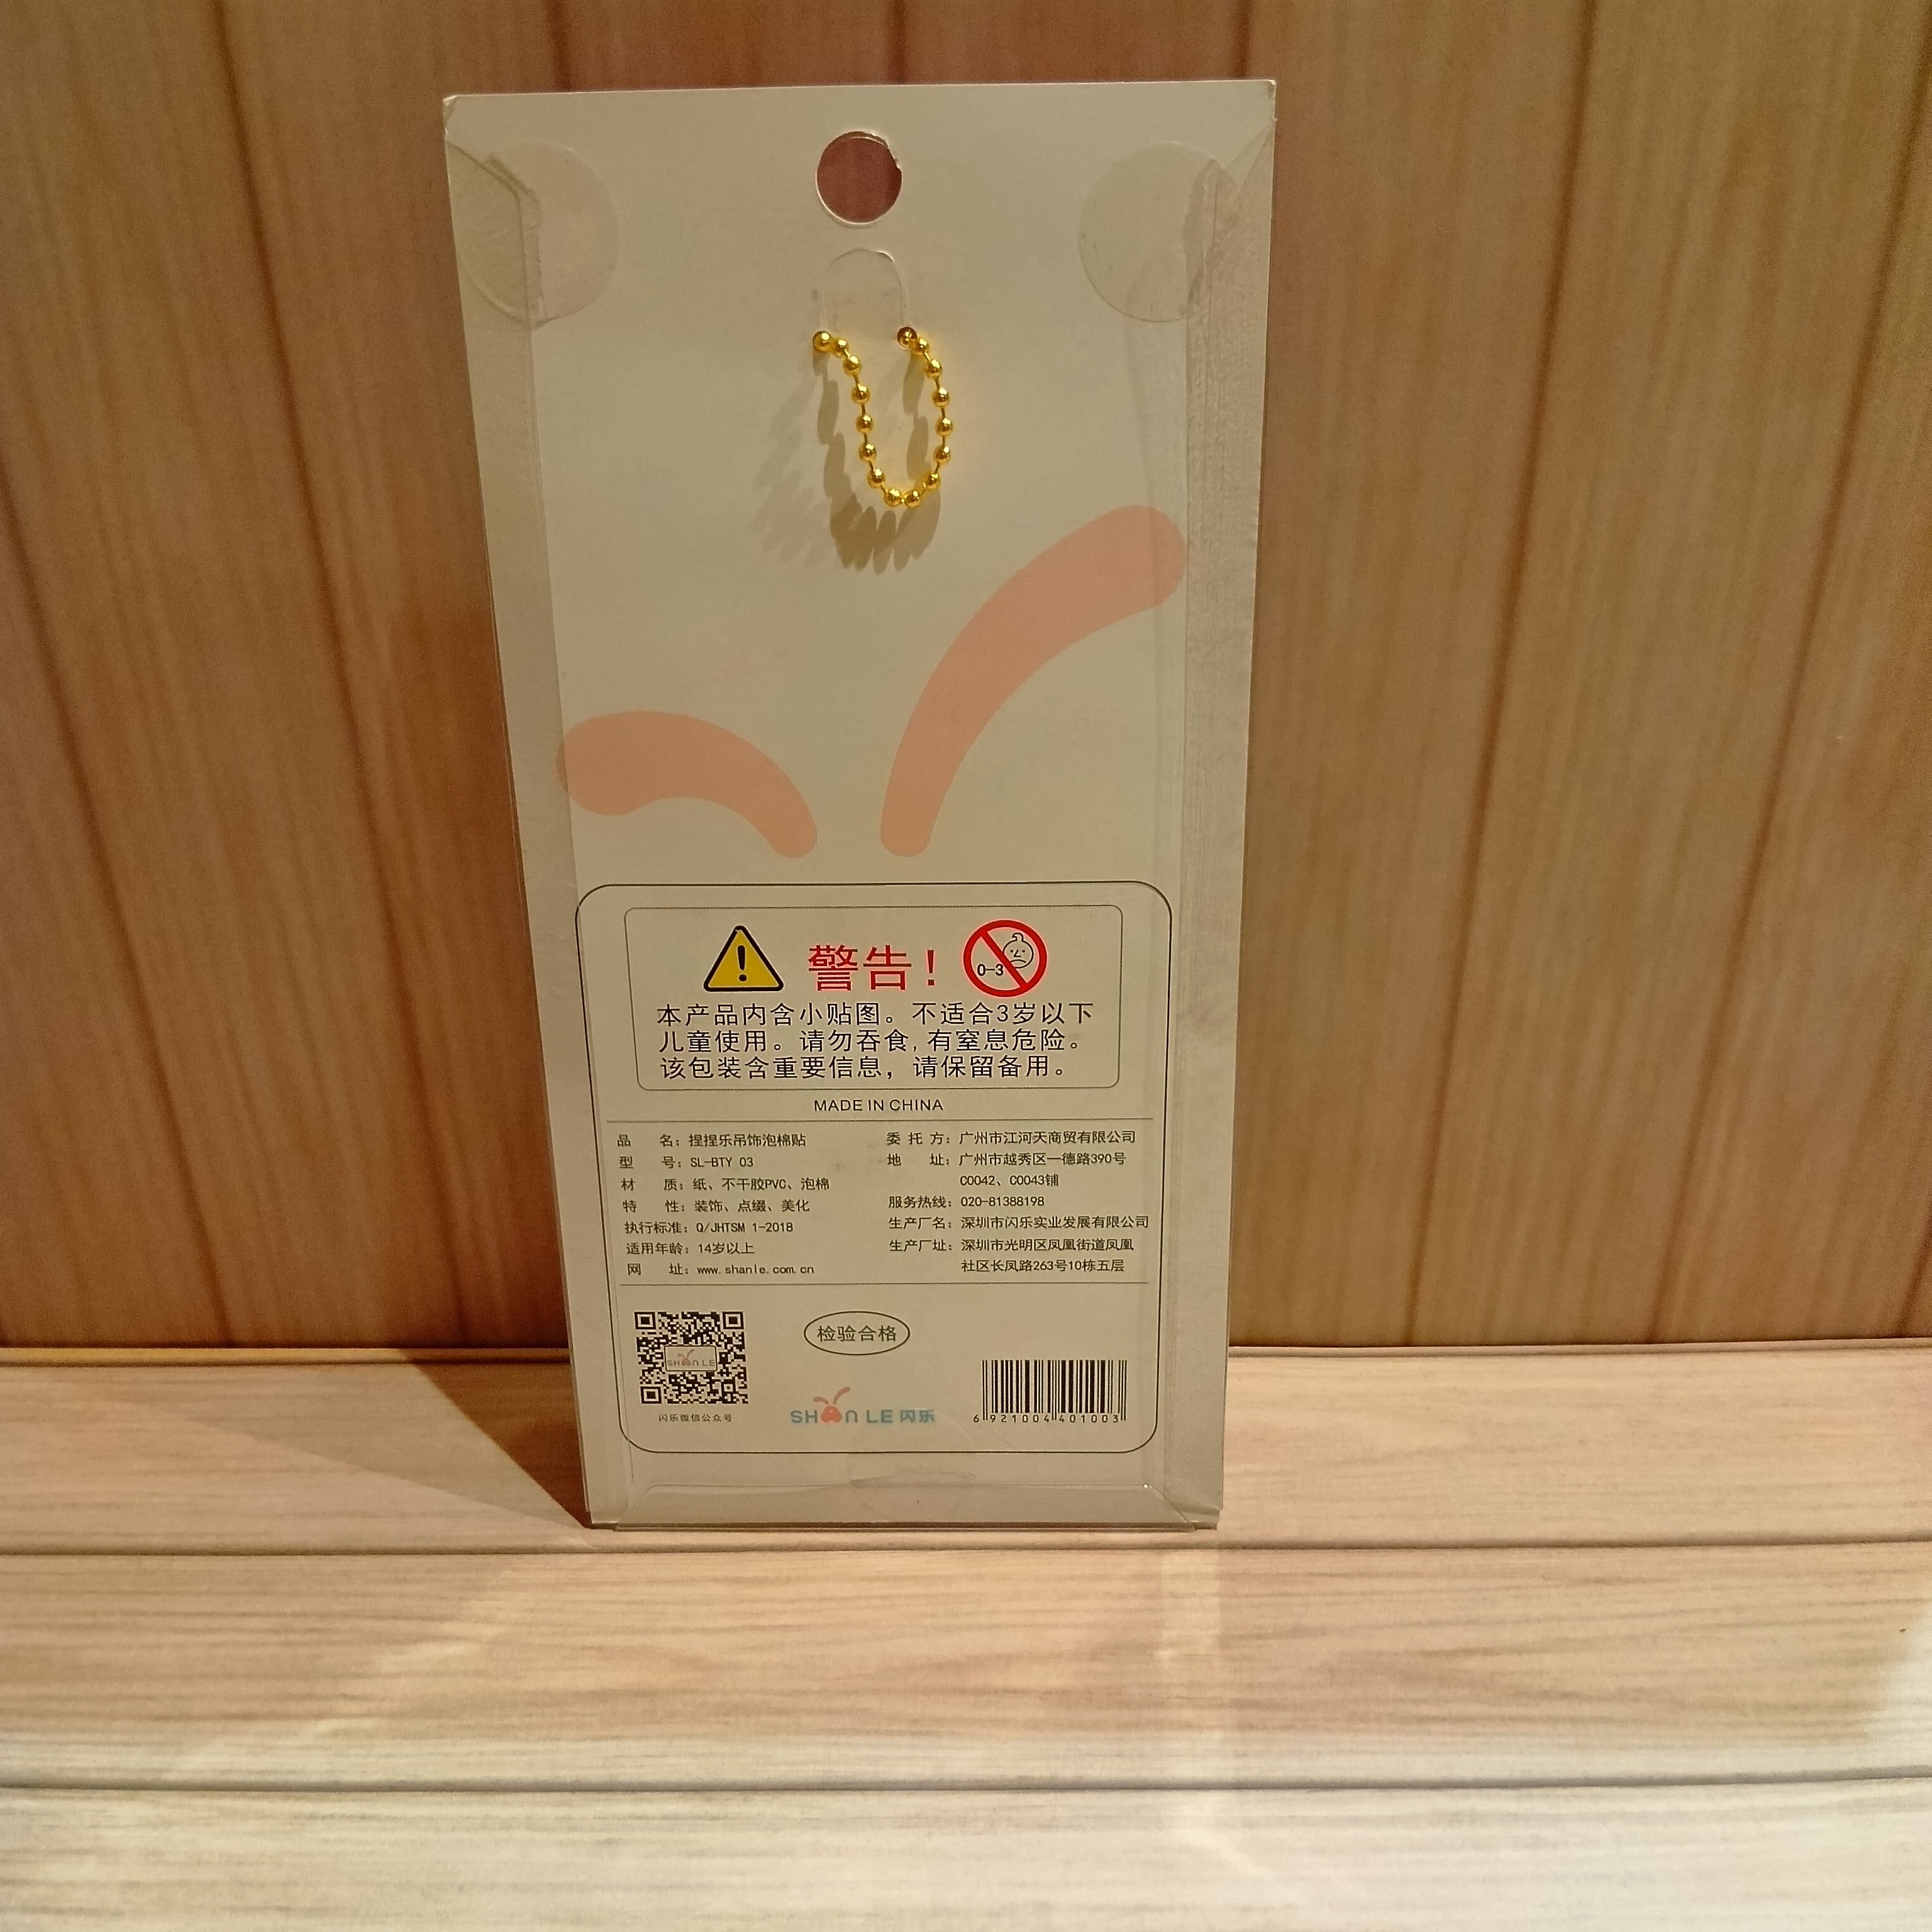 警告！
0-3
本产品内含小贴图。不适合3岁以下
儿童使用。请勿吞食，有窒息危险。
该包装含重要信息，请保留备用。
MADE IN CHINA
品 名：捏捏乐吊饰泡棉贴
型 号：SL-BTY 03
材 质：纸、不干胶PVC、泡棉
特 性：装饰、点缀、美化
执行标准：Q/JHTSM 1-2018
适用年龄：14岁以上
网 址：www.shanle.com.cn
委 托 方：广州市江河天商贸有限公司
地 址：广州市越秀区一德路390号
C0042、C0043铺
服务热线：020-81388198
生产厂名：深圳市闪乐实业发展有限公司
生产厂址：深圳市光明区凤凰街道凤凰
社区长凤路263号10栋五层
SHAN LE
闪乐微信公众号
检验合格
SHAN LE 闪乐
6 921004 401003